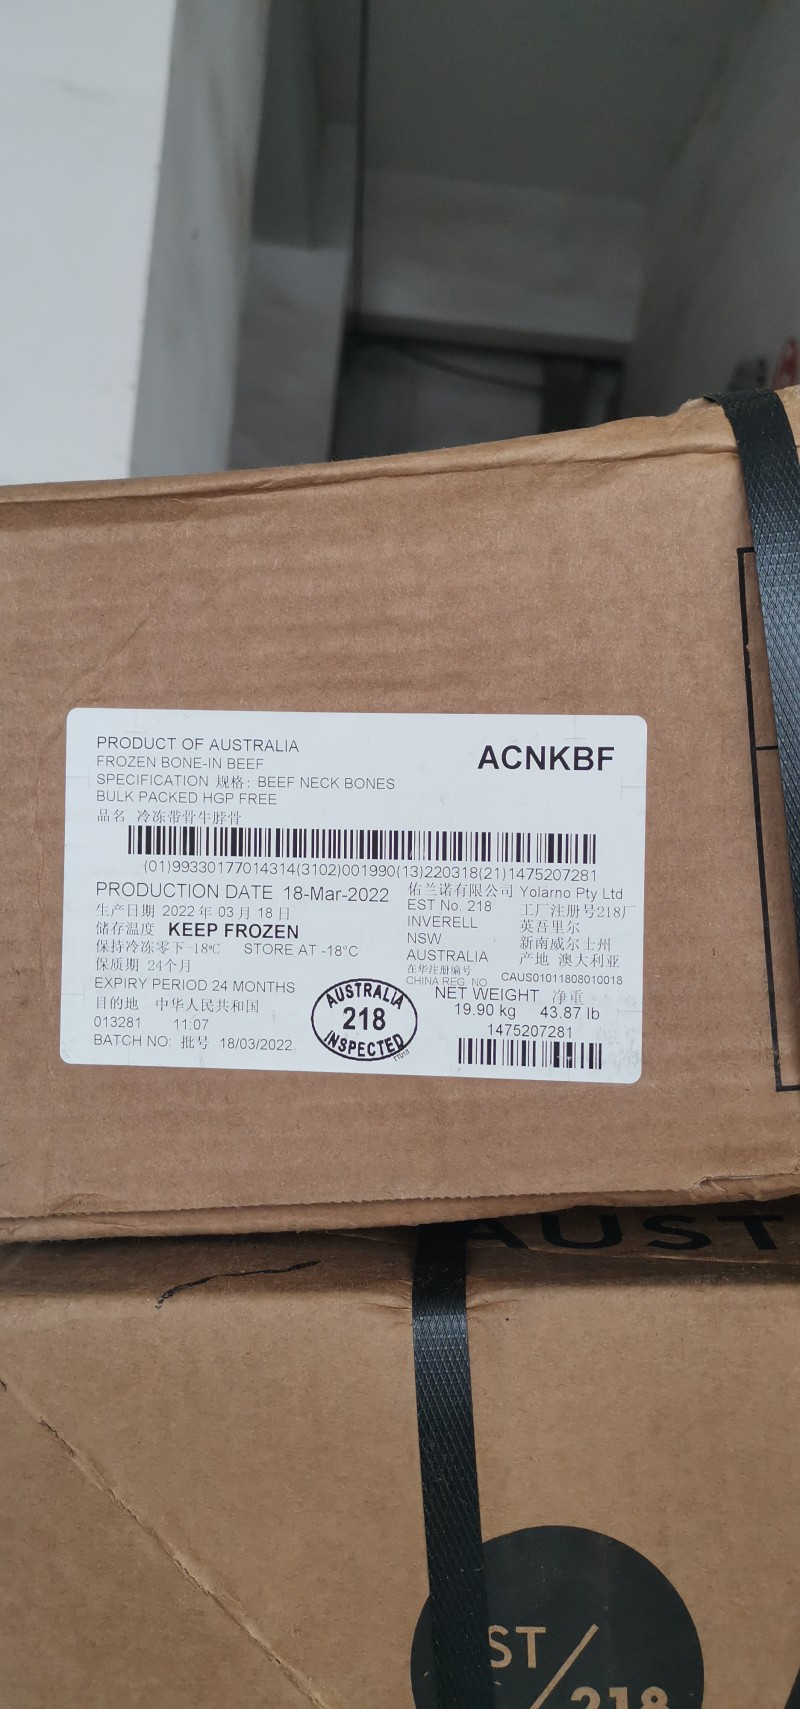 PRODUCT OF AUSTRALIA
ACNKBF
FROZEN BONE-IN BEEF
SPECIFICATION 规格: BEEF NECK BONES
BULK PACKED HGP FREE
品名 冷冻带骨牛脖骨
(01)99330177014314(3102)001990(13)220318(21)1475207281
PRODUCTION DATE 18-Mar-2022
生产日期 2022 年 03 月 18 日
储存温度 KEEP FROZEN
保持冷冻零下-18℃ STORE AT -18°C
保质期 24个月
EXPIRY PERIOD 24 MONTHS
目的地 中华人民共和国
013281 11:07
BATCH NO: 批号 18/03/2022
AUSTRALIA
218
INSPECTED
佑兰诺有限公司 Yolarno Pty Ltd
EST No. 218 工厂注册号218厂
INVERELL 英吾里尔
NSW 新南威尔士州
AUSTRALIA 产地 澳大利亚
在华注册编号
CHINA REG. NO CAUS01011808010018
NET WEIGHT 净重
19.90 kg 43.87 lb
1475207281
AUST
ST/218